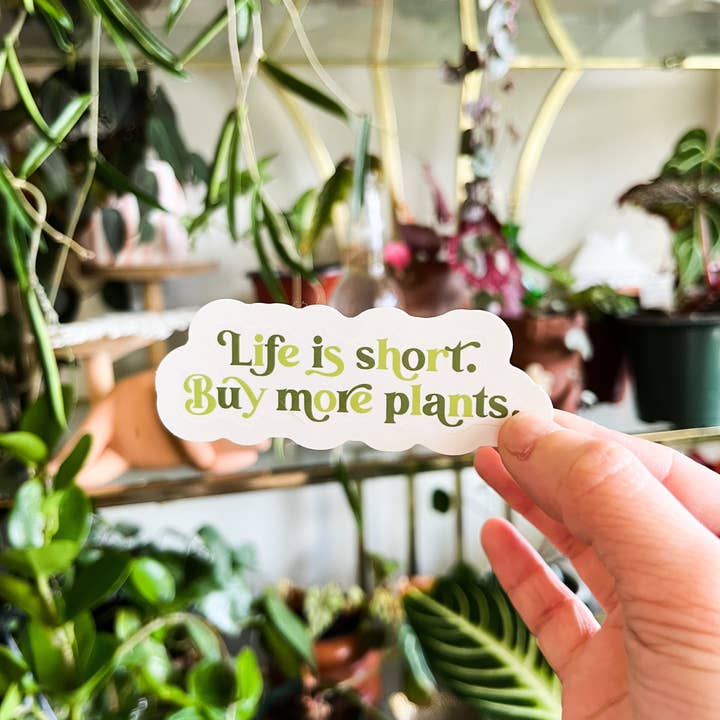 Life is short.
Buy more plants.